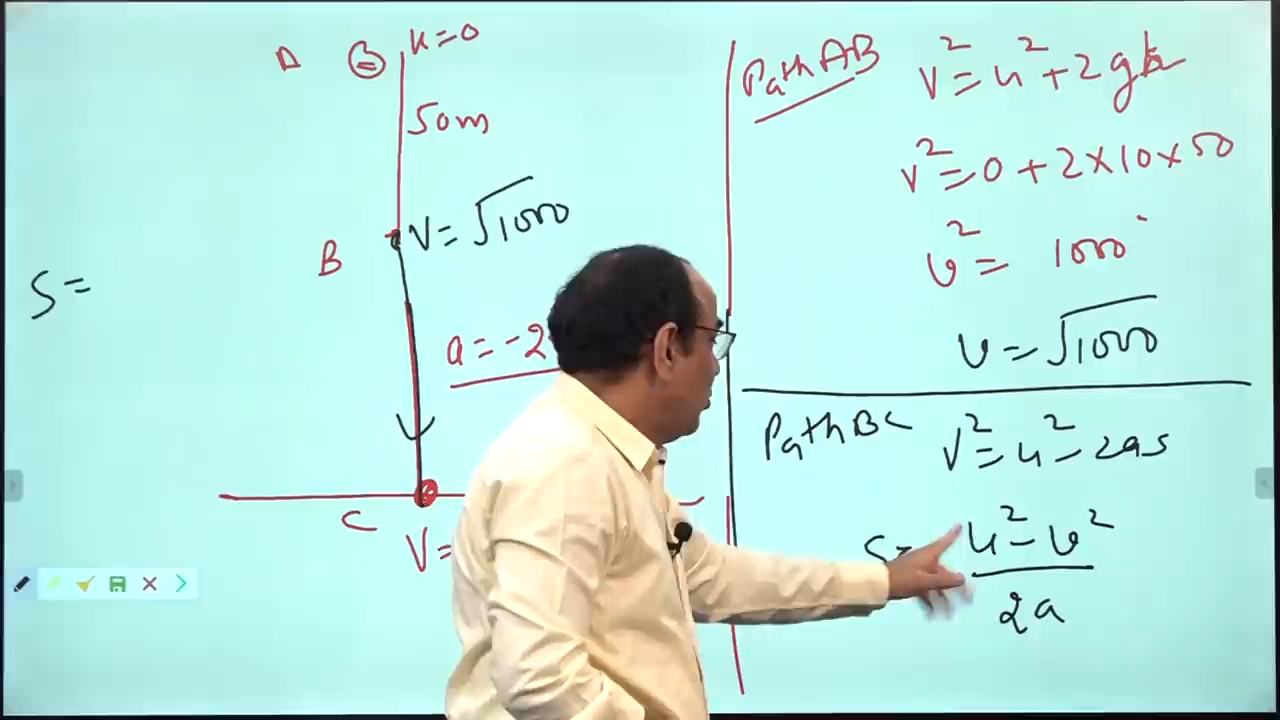 A B u=0
50m
B V=√1000
S=
a=-2
C
V=
Path AB V²=u²+2gh
V²=0+2×10×50
v²=1000
v=√1000
Path BC V²=u²-2as
S= u²-v²
2a